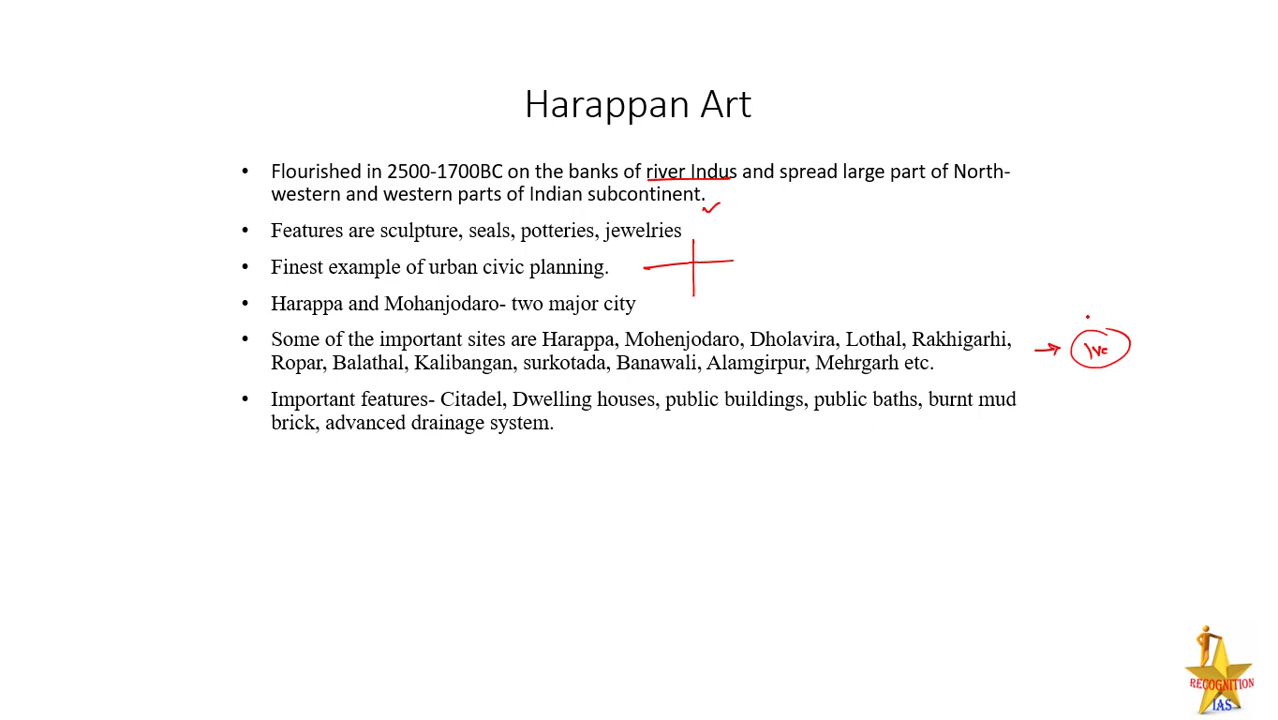 Harappan Art
• Flourished in 2500-1700BC on the banks of river Indus and spread large part of North-
western and western parts of Indian subcontinent.
• Features are sculpture, seals, potteries, jewelries
• Finest example of urban civic planning.
• Harappa and Mohanjodaro- two major city
• Some of the important sites are Harappa, Mohenjodaro, Dholavira, Lothal, Rakhigarhi,
Ropar, Balathal, Kalibangan, surkotada, Banawali, Alamgirpur, Mehrgarh etc.
• Important features- Citadel, Dwelling houses, public buildings, public baths, burnt mud
brick, advanced drainage system.
RECOGNITION
IAS